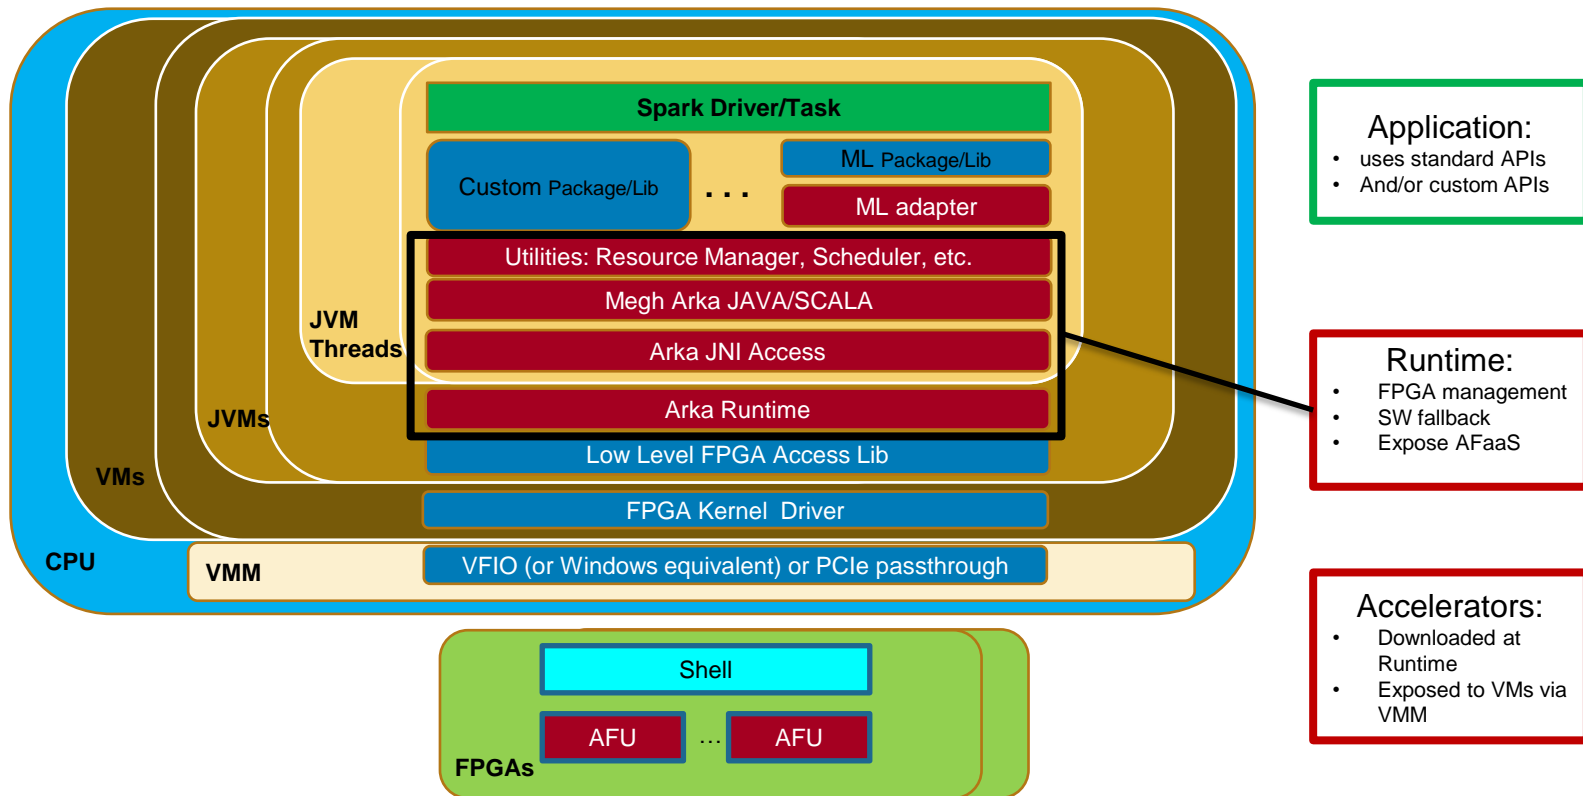 Spark Driver/Task
Custom Package/Lib
. . .
ML Package/Lib
ML adapter
Utilities: Resource Manager, Scheduler, etc.
Megh Arka JAVA/SCALA
JVM
Threads
Arka JNI Access
Arka Runtime
JVMs
Low Level FPGA Access Lib
VMs
FPGA Kernel Driver
CPU
VMM
VFIO (or Windows equivalent) or PCIe passthrough
Shell
AFU
...
AFU
FPGAs
Application:
• uses standard APIs
• And/or custom APIs
Runtime:
• FPGA management
• SW fallback
• Expose AFaaS
Accelerators:
• Downloaded at
Runtime
• Exposed to VMs via
VMM